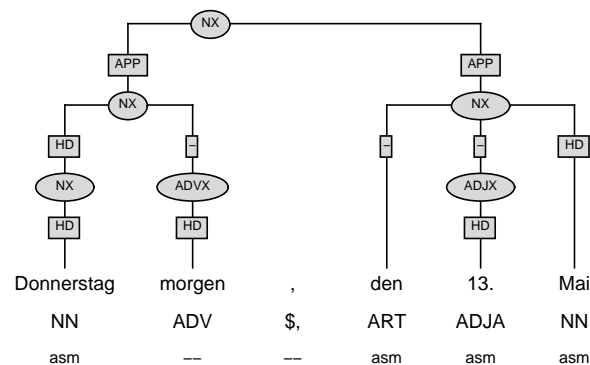 NX
APP APP
NX NX
HD – – – HD
NX ADVX ADJX
HD HD HD
Donnerstag morgen , den 13. Mai
NN ADV $, ART ADJA NN
asm –– –– asm asm asm